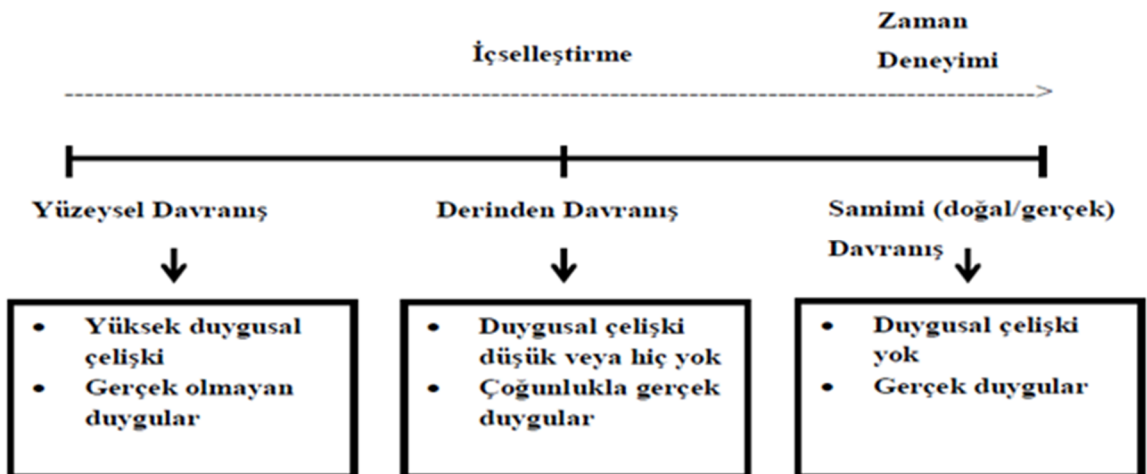 Zaman
Deneyimi
İçselleştirme
Yüzeysel Davranış
Derinden Davranış
Samimi (doğal/gerçek)
Davranış
• Yüksek duygusal
çelişki
• Gerçek olmayan
duygular
• Duygusal çelişki
düşük veya hiç yok
• Çoğunlukla gerçek
duygular
• Duygusal çelişki
yok
• Gerçek duygular